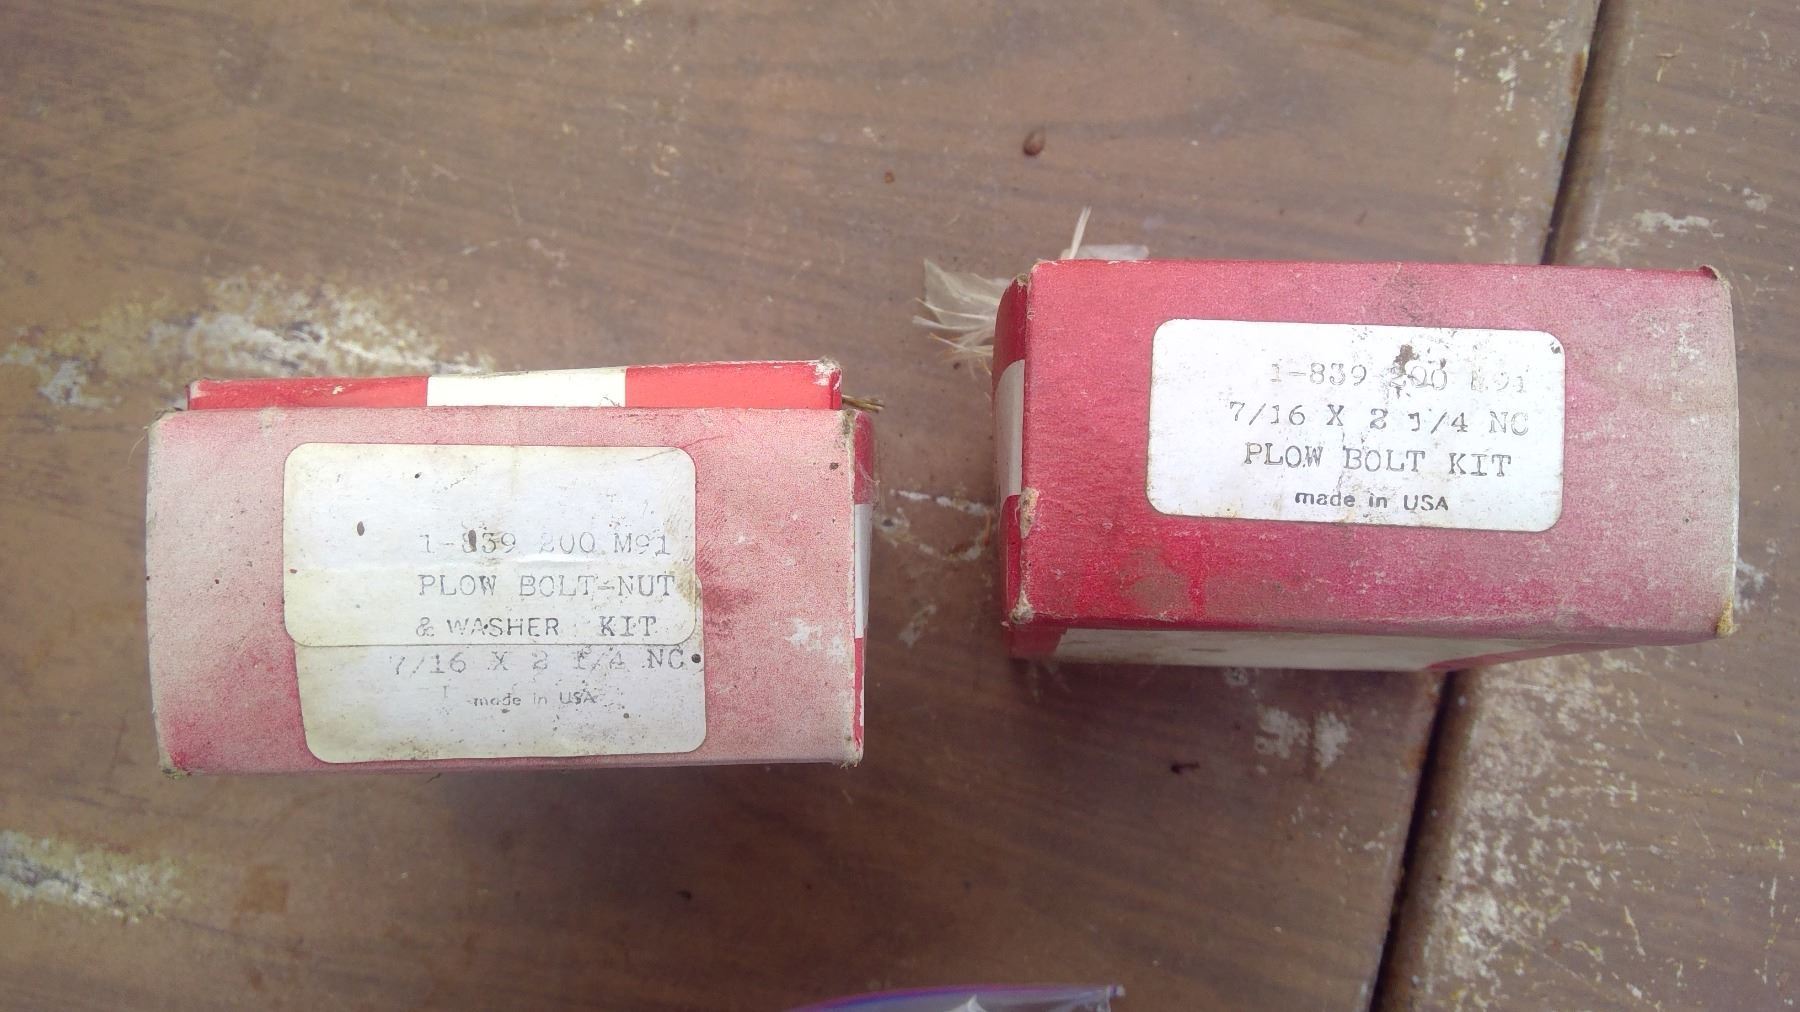 1-839 200 M91
PLOW BOLT-NUT
& WASHER KIT
7/16 X 2 1/4 NC
made in USA
1-839 200 M91
7/16 X 2 1/4 NC
PLOW BOLT KIT
made in USA